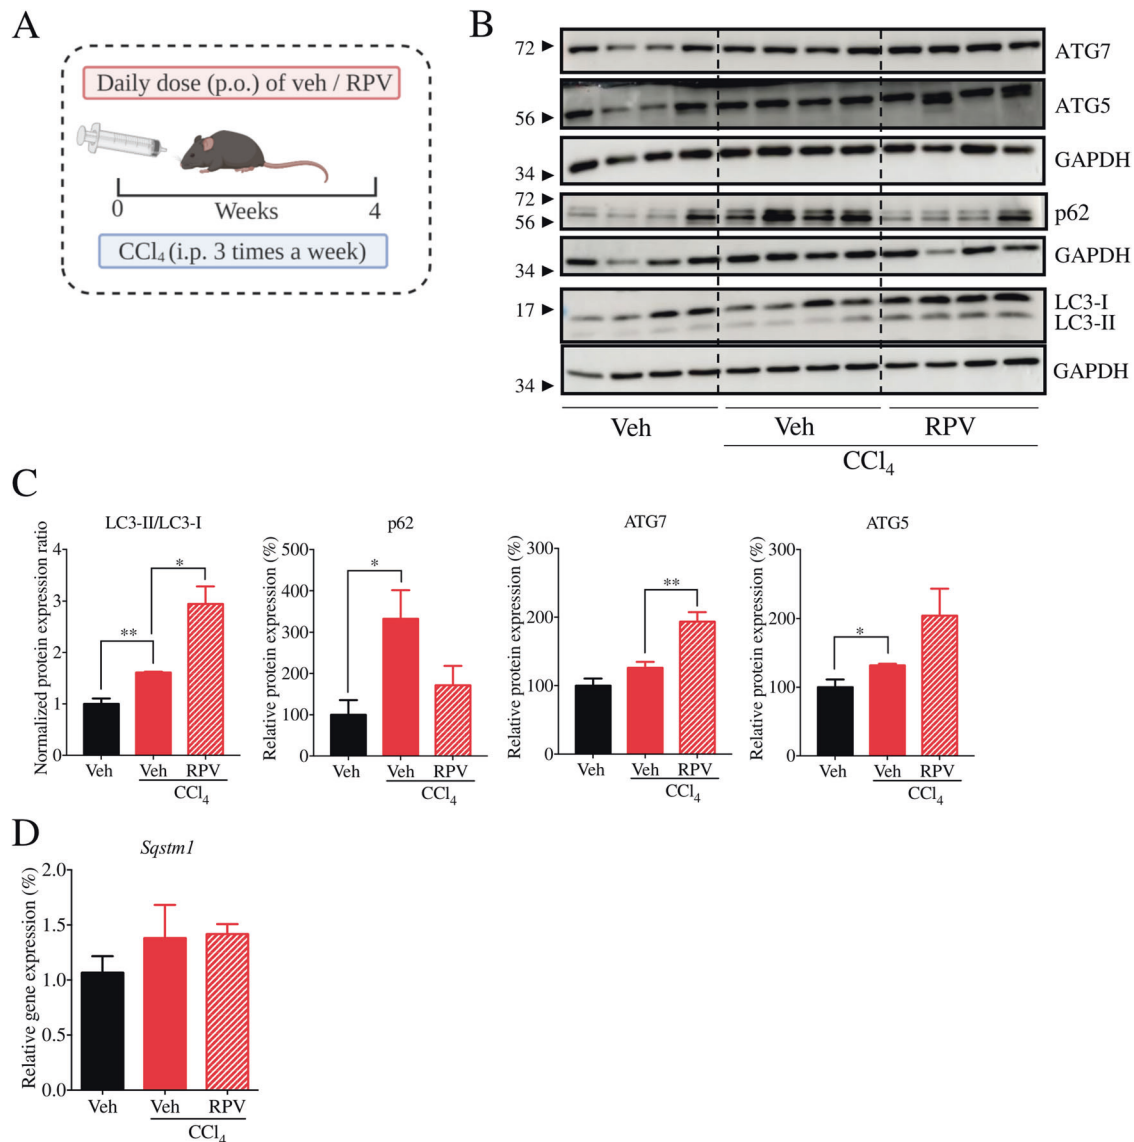 A
Daily dose (p.o.) of veh / RPV
0 Weeks 4
CCl₄ (i.p. 3 times a week)
B
72 ► ATG7
56 ► ATG5
34 ► GAPDH
72 ►
56 ► p62
34 ► GAPDH
17 ► LC3-I
LC3-II
34 ► GAPDH
Veh Veh RPV
CCl₄
C
LC3-II/LC3-I
Normalized protein expression ratio
4
3
2
1
0
**
*
Veh Veh RPV
CCl₄
p62
Relative protein expression (%)
500
400
300
200
100
0
*
Veh Veh RPV
CCl₄
ATG7
Relative protein expression (%)
300
200
100
0
**
Veh Veh RPV
CCl₄
ATG5
Relative protein expression (%)
300
200
100
0
*
Veh Veh RPV
CCl₄
D
Sqstm1
Relative gene expression (%)
2.0
1.5
1.0
0.5
0.0
Veh Veh RPV
CCl₄